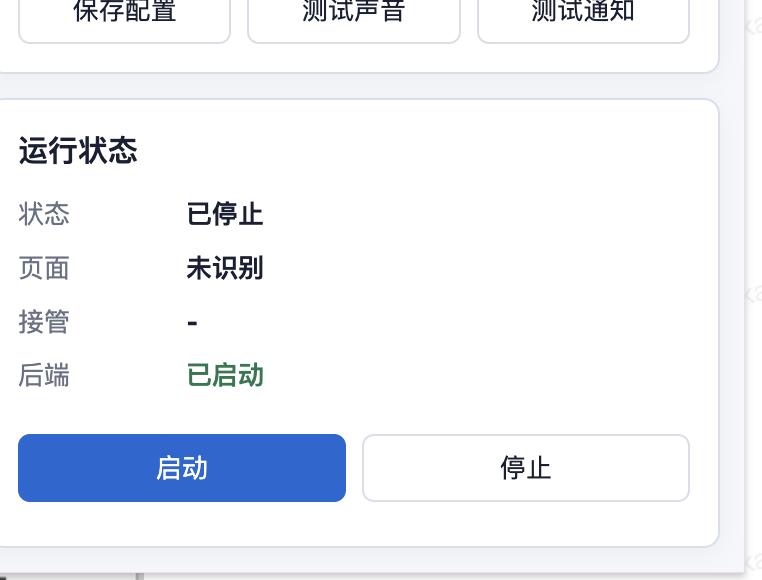 保存配置 测试声音 测试通知
运行状态
状态 已停止
页面 未识别
接管 -
后端 已启动
启动 停止